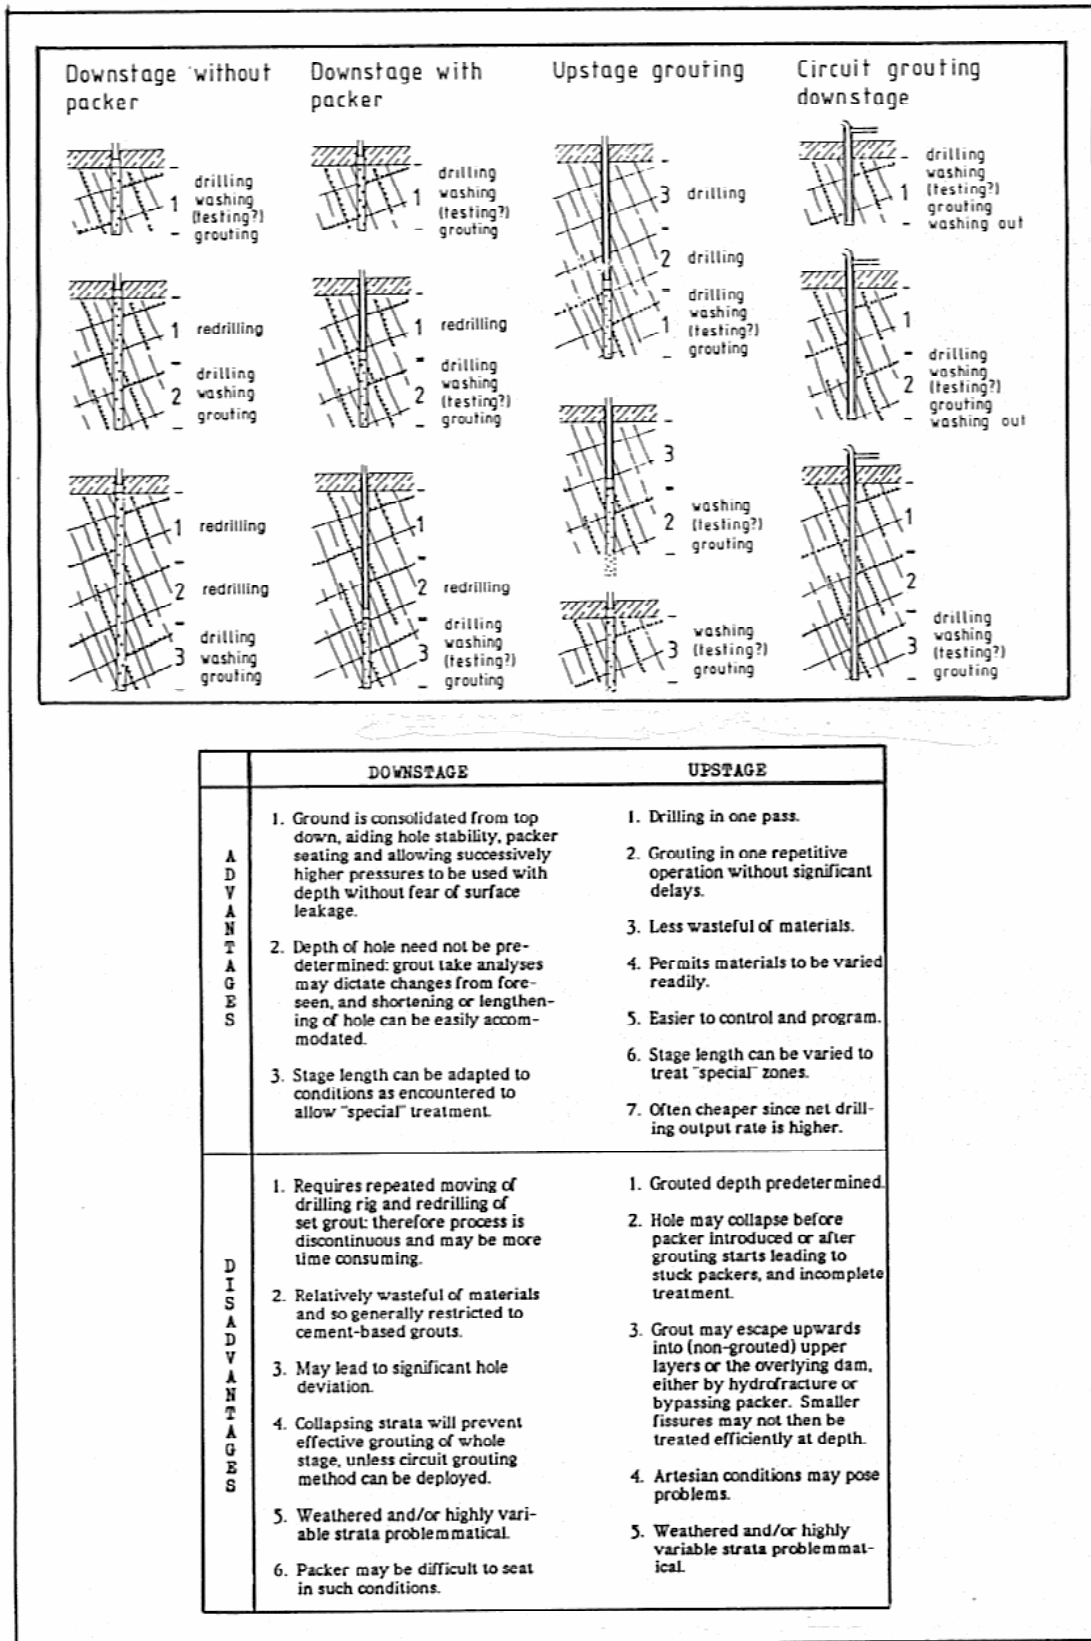 Downstage without
packer
drilling
washing
1 (testing?)
grouting
1 redrilling
drilling
2 washing
grouting
1 redrilling
2 redrilling
drilling
3 washing
grouting
Downstage with
packer
drilling
washing
1 (testing?)
grouting
1 redrilling
drilling
washing
2 (testing?)
grouting
1
2 redrilling
drilling
washing
3 (testing?)
grouting
Upstage grouting
3 drilling
2 drilling
drilling
washing
1 (testing?)
grouting
3
washing
2 (testing?)
grouting
washing
3 (testing?)
grouting
Circuit grouting
downstage
drilling
washing
1 (testing?)
grouting
washing out
1
drilling
washing
2 (testing?)
grouting
washing out
1
2
drilling
washing
3 (testing?)
grouting
DOWNSTAGE
UPSTAGE
ADVANTAGES
1. Ground is consolidated from top
down, aiding hole stability, packer
seating and allowing successively
higher pressures to be used with
depth without fear of surface
leakage.
2. Depth of hole need not be pre-
determined: grout take analyses
may dictate changes from fore-
seen, and shortening or lengthen-
ing of hole can be easily accom-
modated.
3. Stage length can be adapted to
conditions as encountered to
allow "special" treatment.
1. Drilling in one pass.
2. Grouting in one repetitive
operation without significant
delays.
3. Less wasteful of materials.
4. Permits materials to be varied
readily.
5. Easier to control and program.
6. Stage length can be varied to
treat "special" zones.
7. Often cheaper since net drill-
ing output rate is higher.
DISADVANTAGES
1. Requires repeated moving of
drilling rig and redrilling of
set grout: therefore process is
discontinuous and may be more
time consuming.
2. Relatively wasteful of materials
and so generally restricted to
cement-based grouts.
3. May lead to significant hole
deviation.
4. Collapsing strata will prevent
effective grouting of whole
stage, unless circuit grouting
method can be deployed.
5. Weathered and/or highly vari-
able strata problemmatical.
6. Packer may be difficult to seat
in such conditions.
1. Grouted depth predetermined.
2. Hole may collapse before
packer introduced or after
grouting starts leading to
stuck packers, and incomplete
treatment.
3. Grout may escape upwards
into (non-grouted) upper
layers or the overlying dam,
either by hydrofracture or
bypassing packer. Smaller
fissures may not then be
treated efficiently at depth.
4. Artesian conditions may pose
problems.
5. Weathered and/or highly
variable strata problemmat-
ical.